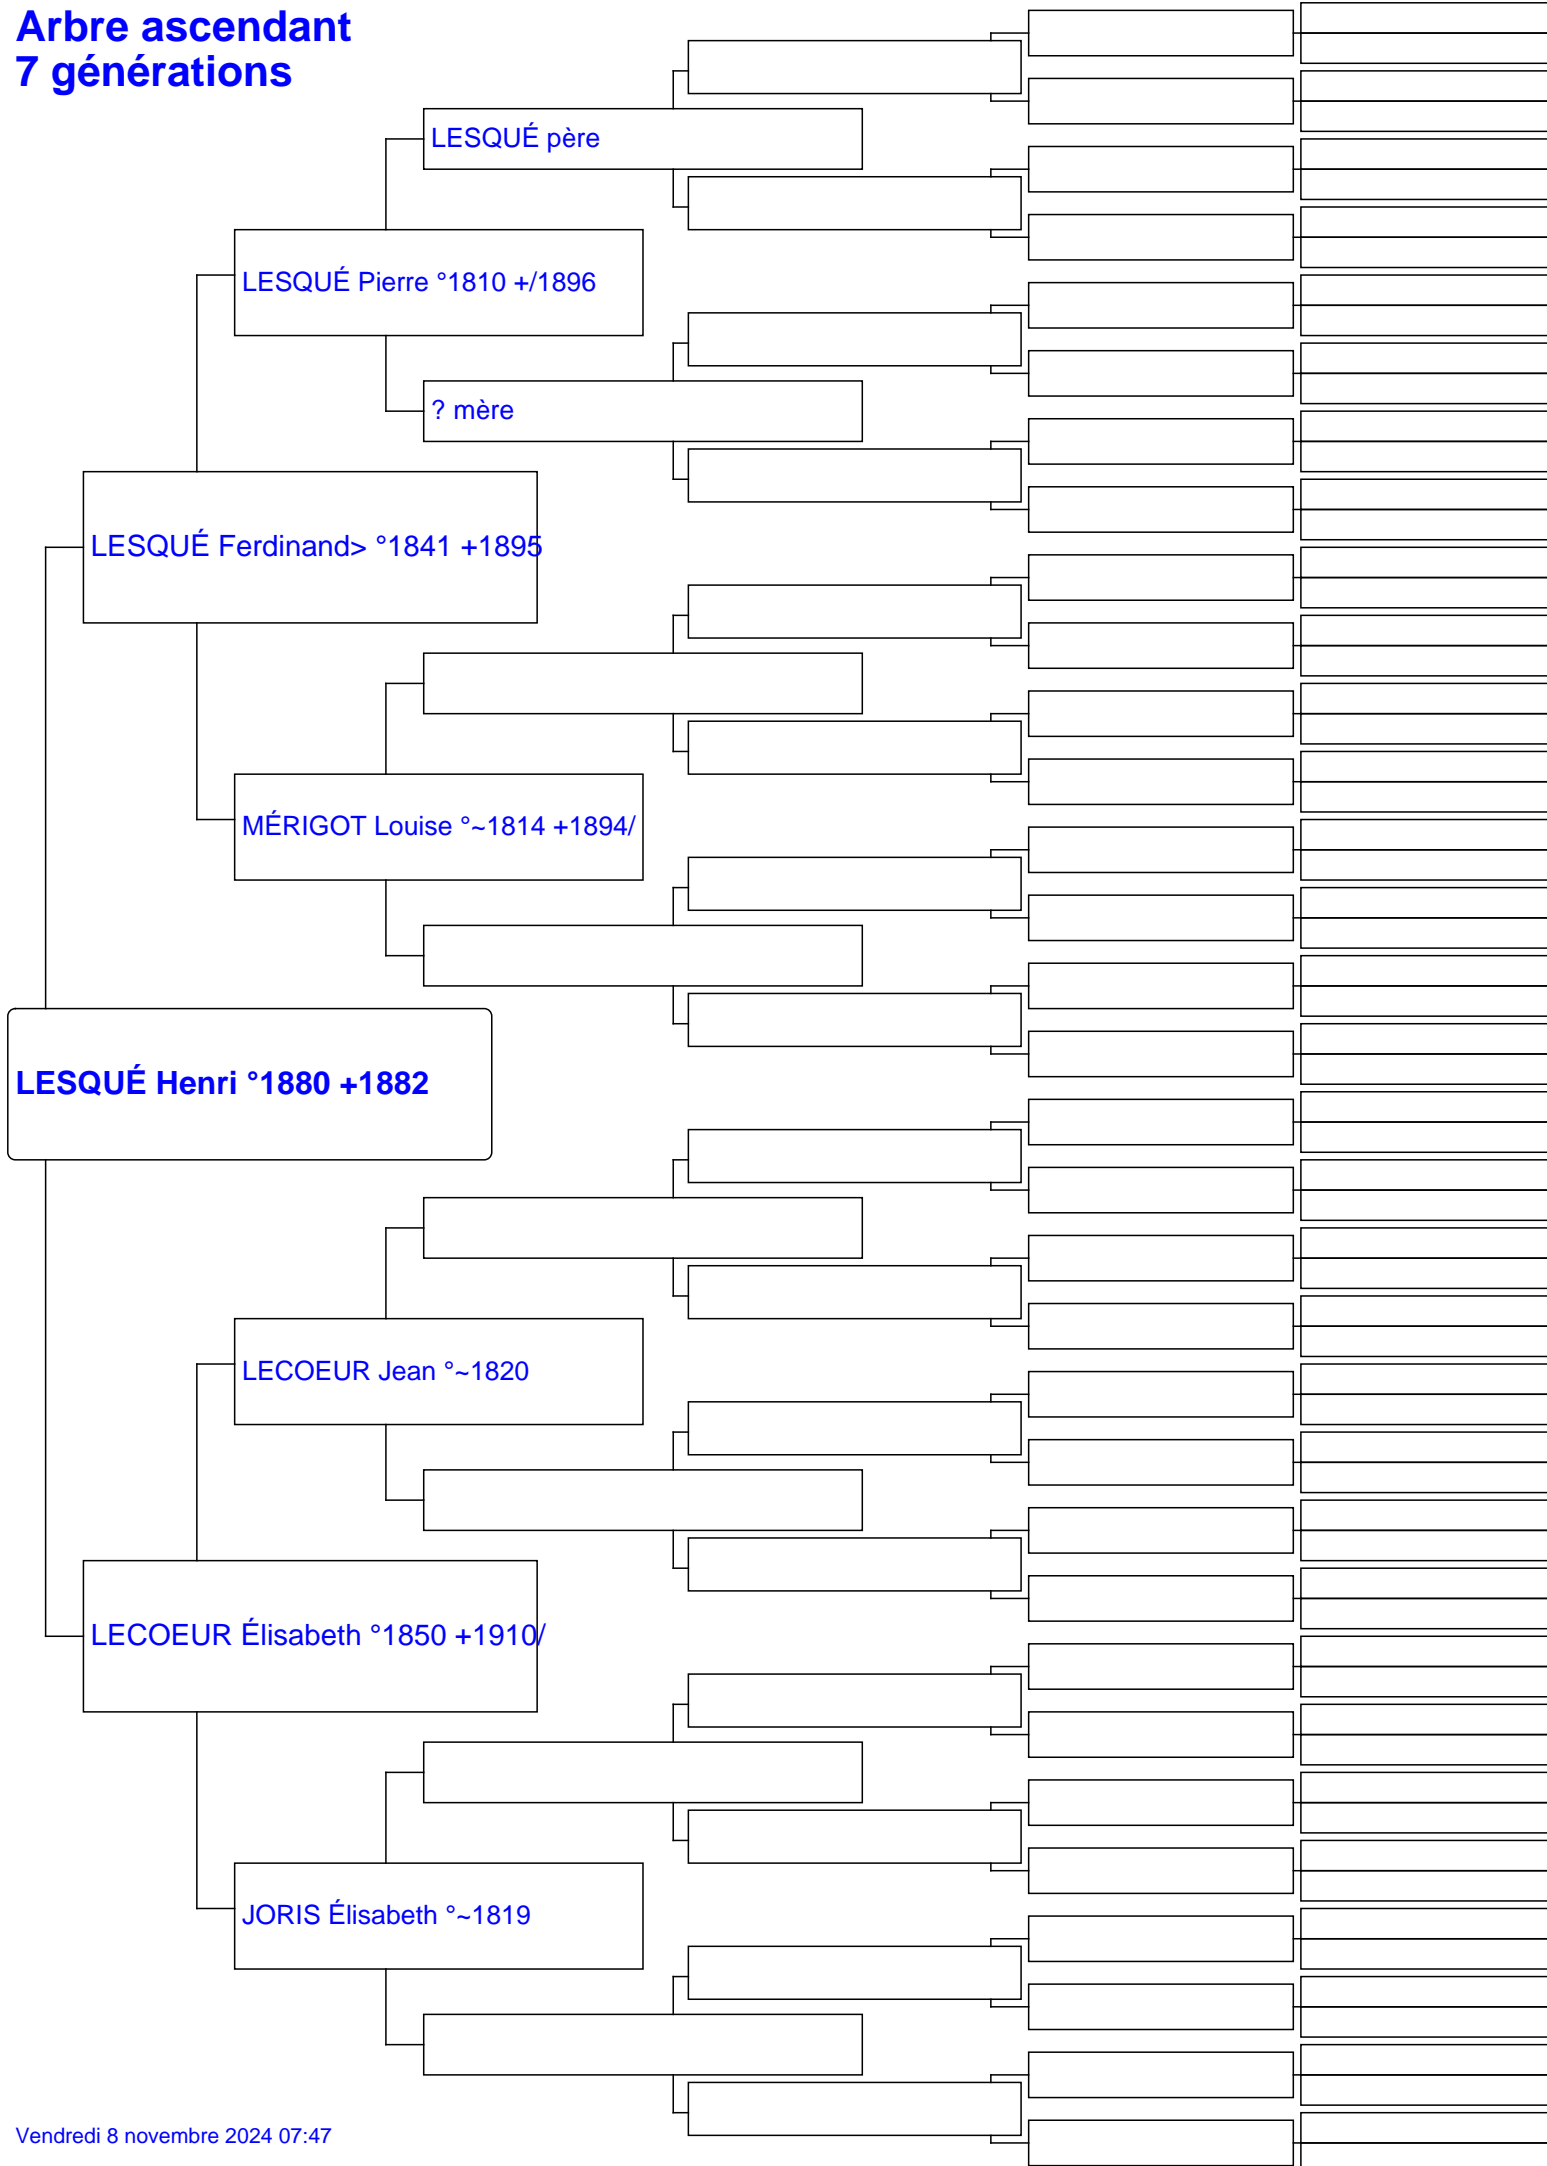 Arbre ascendant
7 générations
LESQUÉ père
LESQUÉ Pierre °1810 +/1896
? mère
LESQUÉ Ferdinand> °1841 +1895
MÉRIGOT Louise °~1814 +1894/
LESQUÉ Henri °1880 +1882
LECOEUR Jean °~1820
LECOEUR Élisabeth °1850 +1910/
JORIS Élisabeth °~1819
Vendredi 8 novembre 2024 07:47